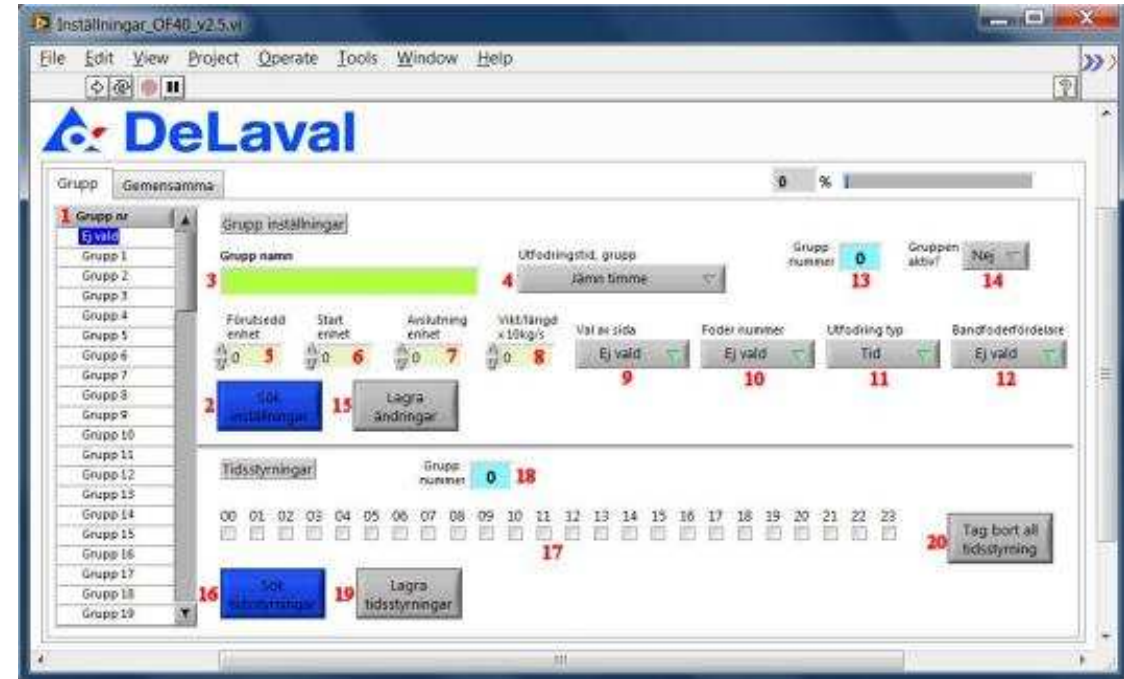 Inställningar_OF40_v2.5.vi
File Edit View Project Operate Tools Window Help
DeLaval
Grupp Gemensamma
0 %
1 Grupp nr
Ej vald
Grupp 1
Grupp 2
Grupp 3
Grupp 4
Grupp 5
Grupp 6
Grupp 7
Grupp 8
Grupp 9
Grupp 10
Grupp 11
Grupp 12
Grupp 13
Grupp 14
Grupp 15
Grupp 16
Grupp 17
Grupp 18
Grupp 19
Grupp inställningar
Grupp namn
3
Utfodringstid, grupp
4 Jämn timme
Grupp
nummer
0
13
Gruppen
aktiv?
Nej
14
Förutsedd
enhet
0 5
Start
enhet
0 6
Avslutning
enhet
0 7
Vikt/längd
x 10kg/s
0 8
Val av sida
Ej vald
9
Foder nummer
Ej vald
10
Utfodring typ
Tid
11
Bandfoderfördelare
Ej vald
12
2 Sök
inställningar
15 Lagra
ändringar
Tidsstyrningar
Grupp
nummer
0 18
00 01 02 03 04 05 06 07 08 09 10 11 12 13 14 15 16 17 18 19 20 21 22 23
17
20 Tag bort all
tidsstyrning
16 Sök
tidsstyrningar
19 Lagra
tidsstyrningar